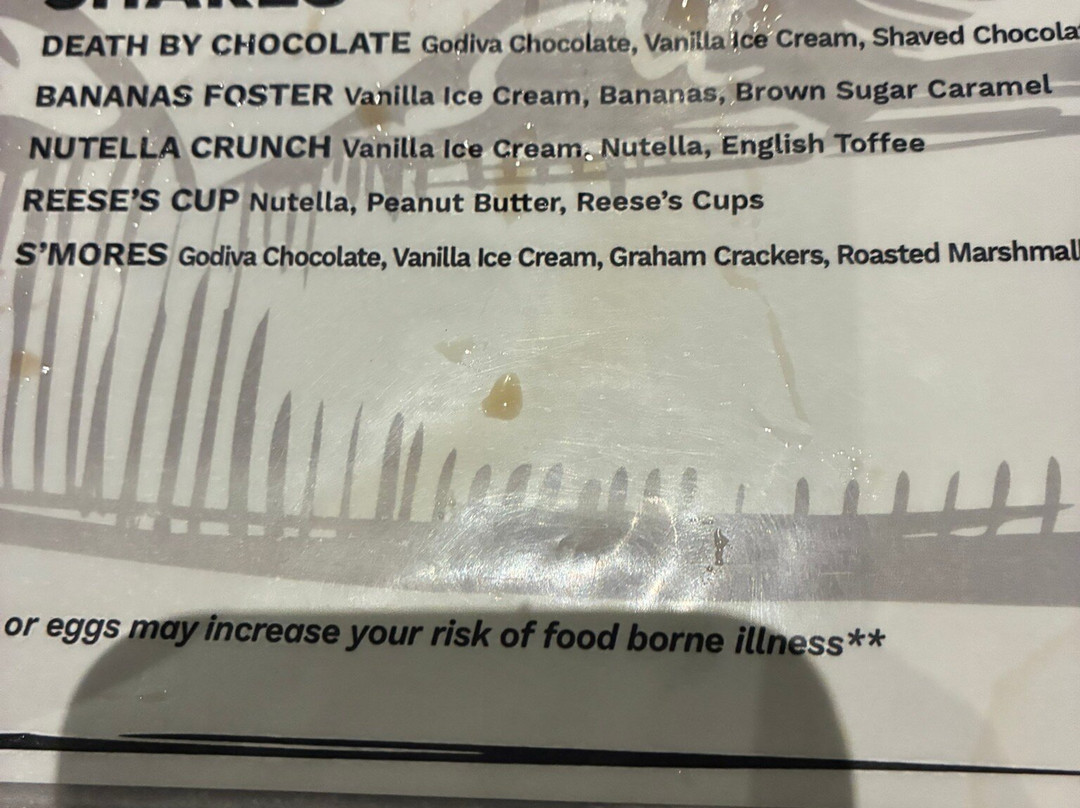 SHAKES
DEATH BY CHOCOLATE Godiva Chocolate, Vanilla Ice Cream, Shaved Chocola
BANANAS FOSTER Vanilla Ice Cream, Bananas, Brown Sugar Caramel
NUTELLA CRUNCH Vanilla Ice Cream, Nutella, English Toffee
REESE'S CUP Nutella, Peanut Butter, Reese's Cups
S'MORES Godiva Chocolate, Vanilla Ice Cream, Graham Crackers, Roasted Marshmall
or eggs may increase your risk of food borne illness**